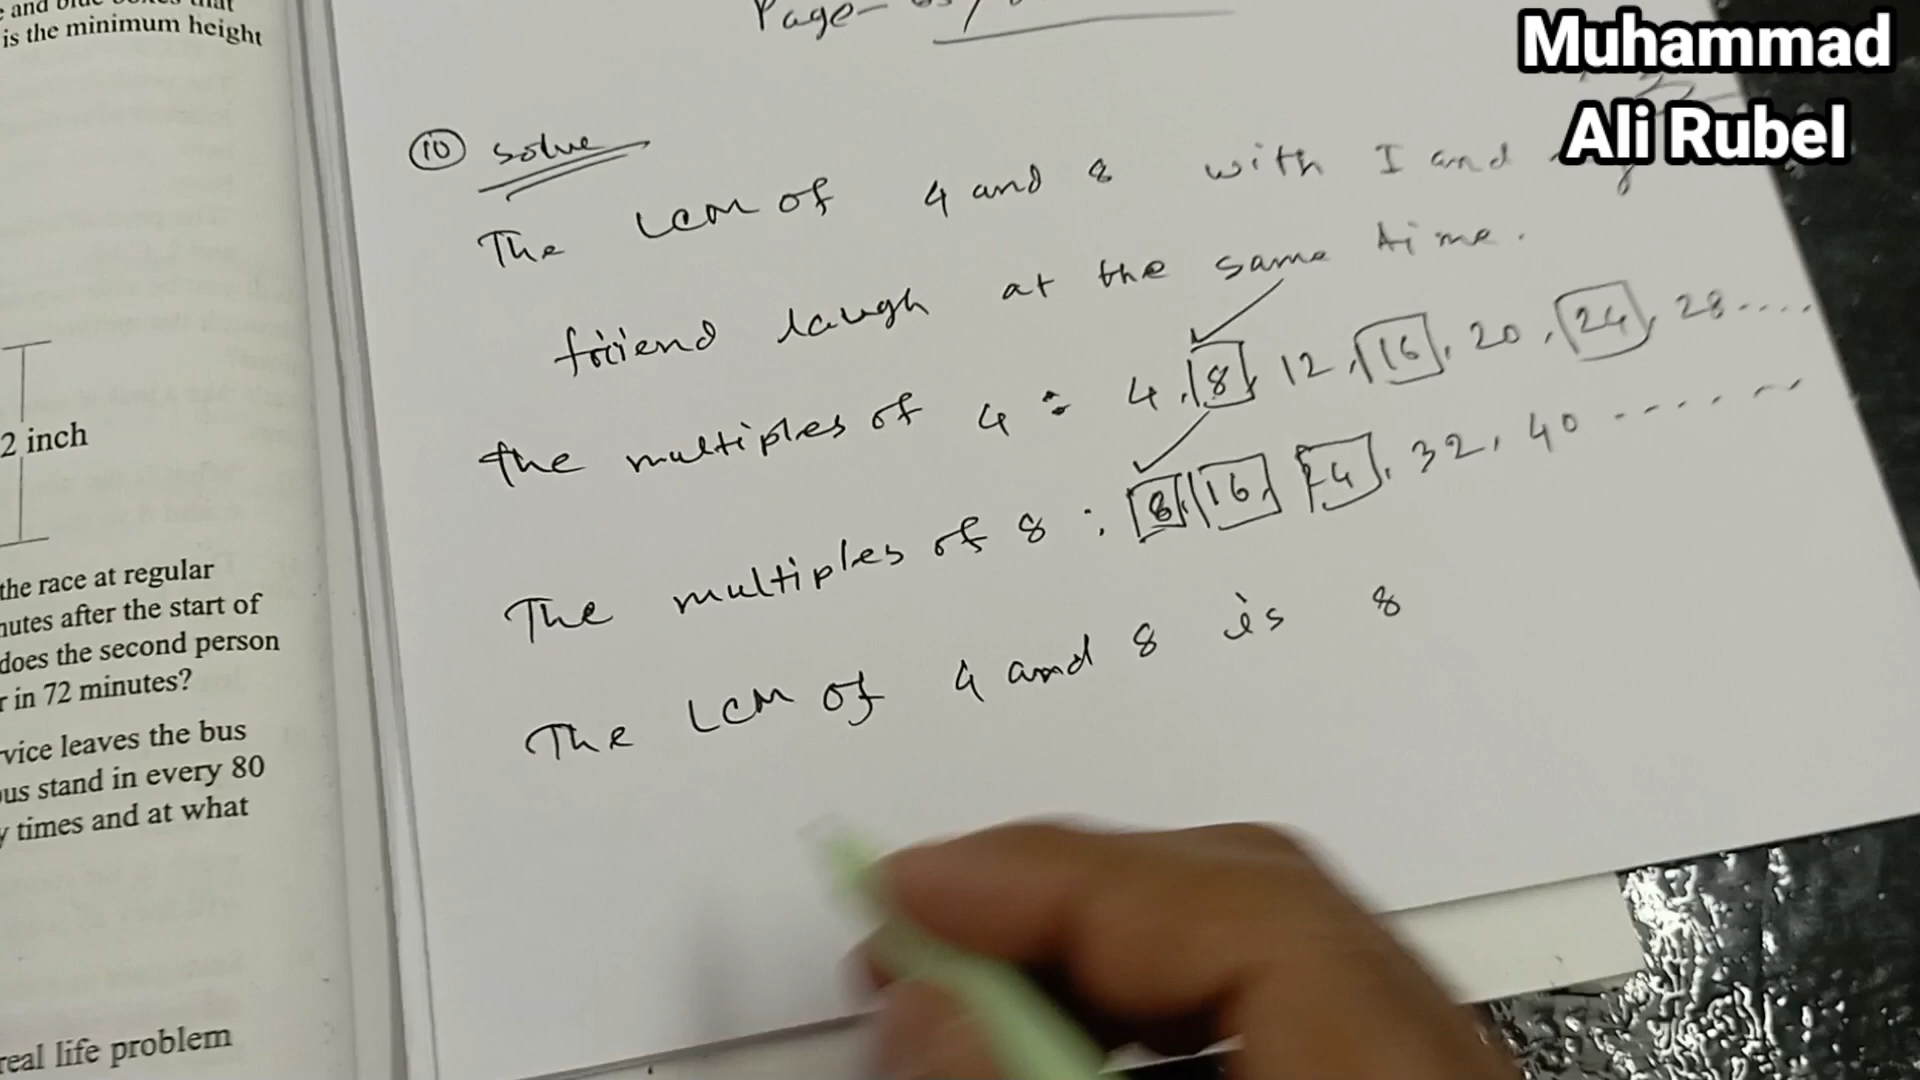 is the minimum height
2 inch
the race at regular
nutes after the start of
does the second person
in 72 minutes?
vice leaves the bus
us stand in every 80
times and at what
real life problem
Page-
10 solve
The LCM of 4 and 8 with I and
friend laugh at the same time.
the multiples of 4 : 4, 8, 12, 16, 20, 24, 28....
The multiples of 8 : 8, 16, 24, 32, 40 ......
The LCM of 4 and 8 is 8
Muhammad
Ali Rubel